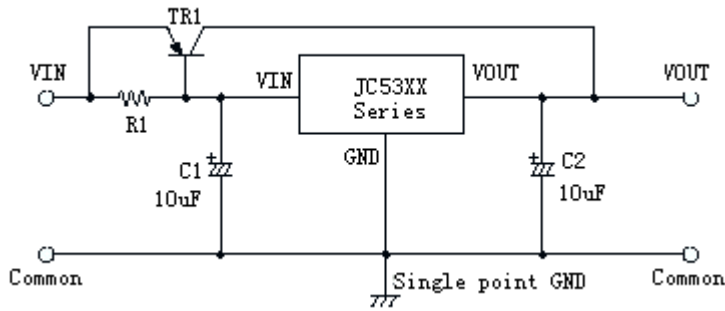 TR1
VIN
R1
VIN
JC53XX
Series
VOUT
VOUT
GND
C1
10uF
C2
10uF
Common
Single point GND
Common